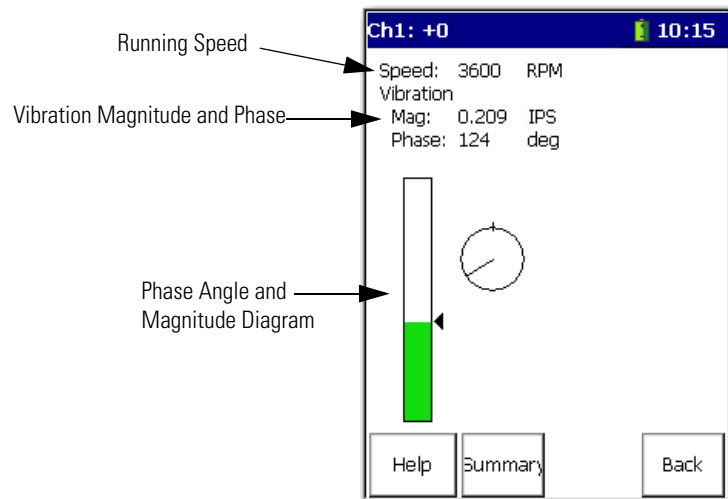 Running Speed
Vibration Magnitude and Phase
Phase Angle and
Magnitude Diagram
Ch1: +0 10:15
Speed: 3600 RPM
Vibration
Mag: 0.209 IPS
Phase: 124 deg
Help Summary Back